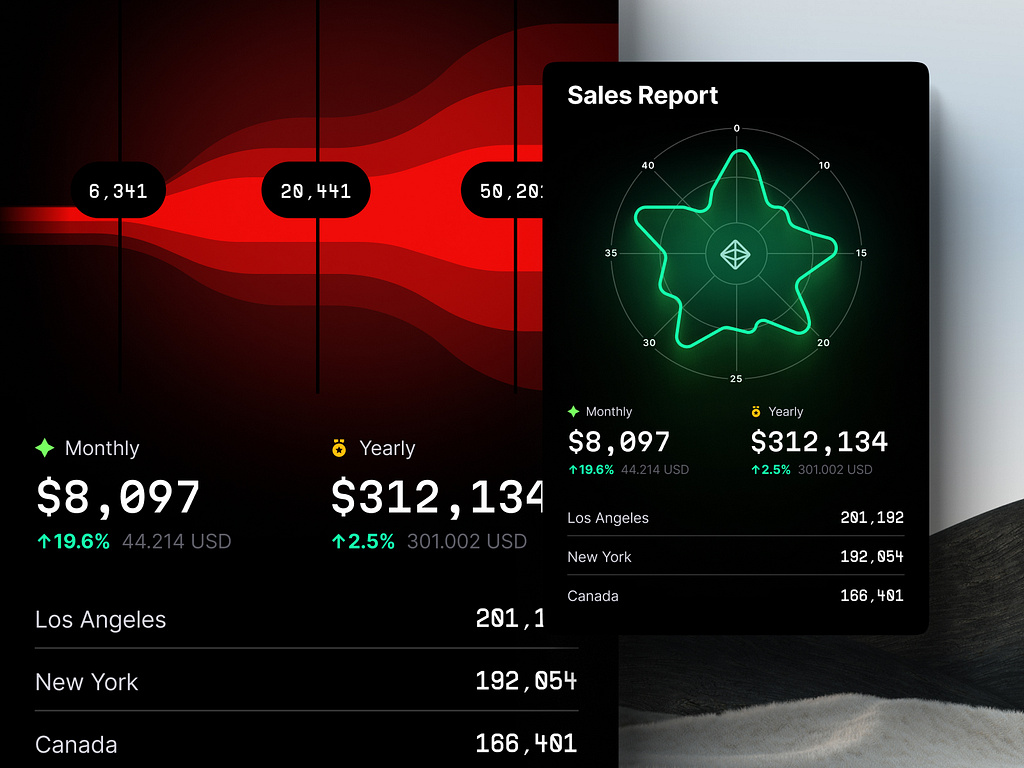 6,341
20,441
50,201
Monthly
$8,097
↑19.6% 44.214 USD
Yearly
$312,134
↑2.5% 301.002 USD
Los Angeles
201,1
New York
192,054
Canada
166,401
Sales Report
0
10
15
20
25
30
35
40
Monthly
$8,097
↑19.6% 44.214 USD
Yearly
$312,134
↑2.5% 301.002 USD
Los Angeles 201,192
New York 192,054
Canada 166,401